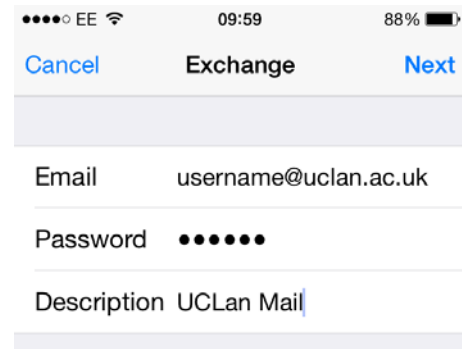 EE 09:59 88%
Cancel Exchange Next
Email username@uclan.ac.uk
Password ●●●●●●
Description UCLan Mail